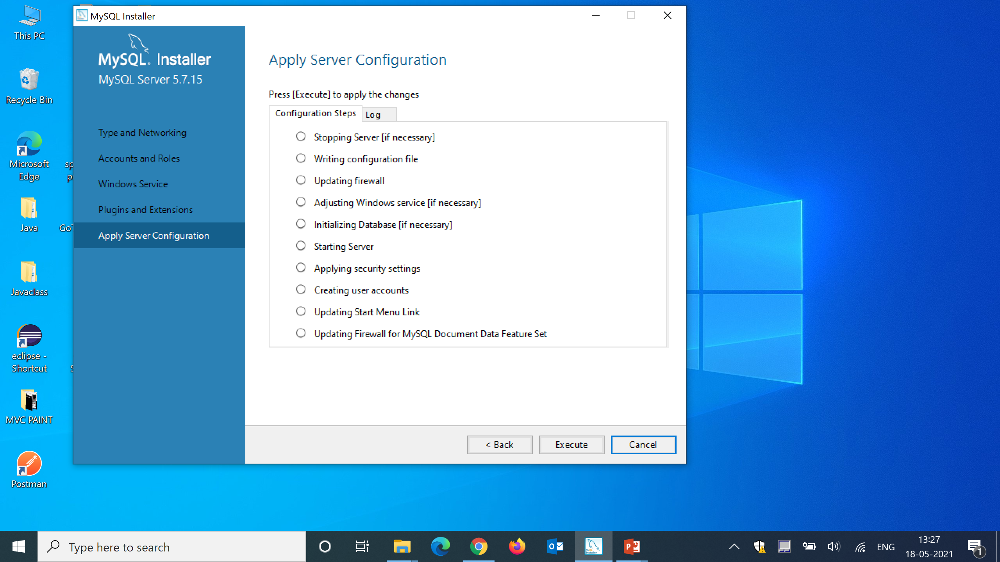 This PC
Recycle Bin
Microsoft
Edge
Java
Javaclass
eclipse -
Shortcut
MVC PAINT
Postman
sp
p
GoT
S
MySQL Installer
MySQL. Installer
MySQL Server 5.7.15
Type and Networking
Accounts and Roles
Windows Service
Plugins and Extensions
Apply Server Configuration
Apply Server Configuration
Press [Execute] to apply the changes
Configuration Steps
Log
Stopping Server [if necessary]
Writing configuration file
Updating firewall
Adjusting Windows service [if necessary]
Initializing Database [if necessary]
Starting Server
Applying security settings
Creating user accounts
Updating Start Menu Link
Updating Firewall for MySQL Document Data Feature Set
< Back
Execute
Cancel
Type here to search
ENG
13:27
18-05-2021
1